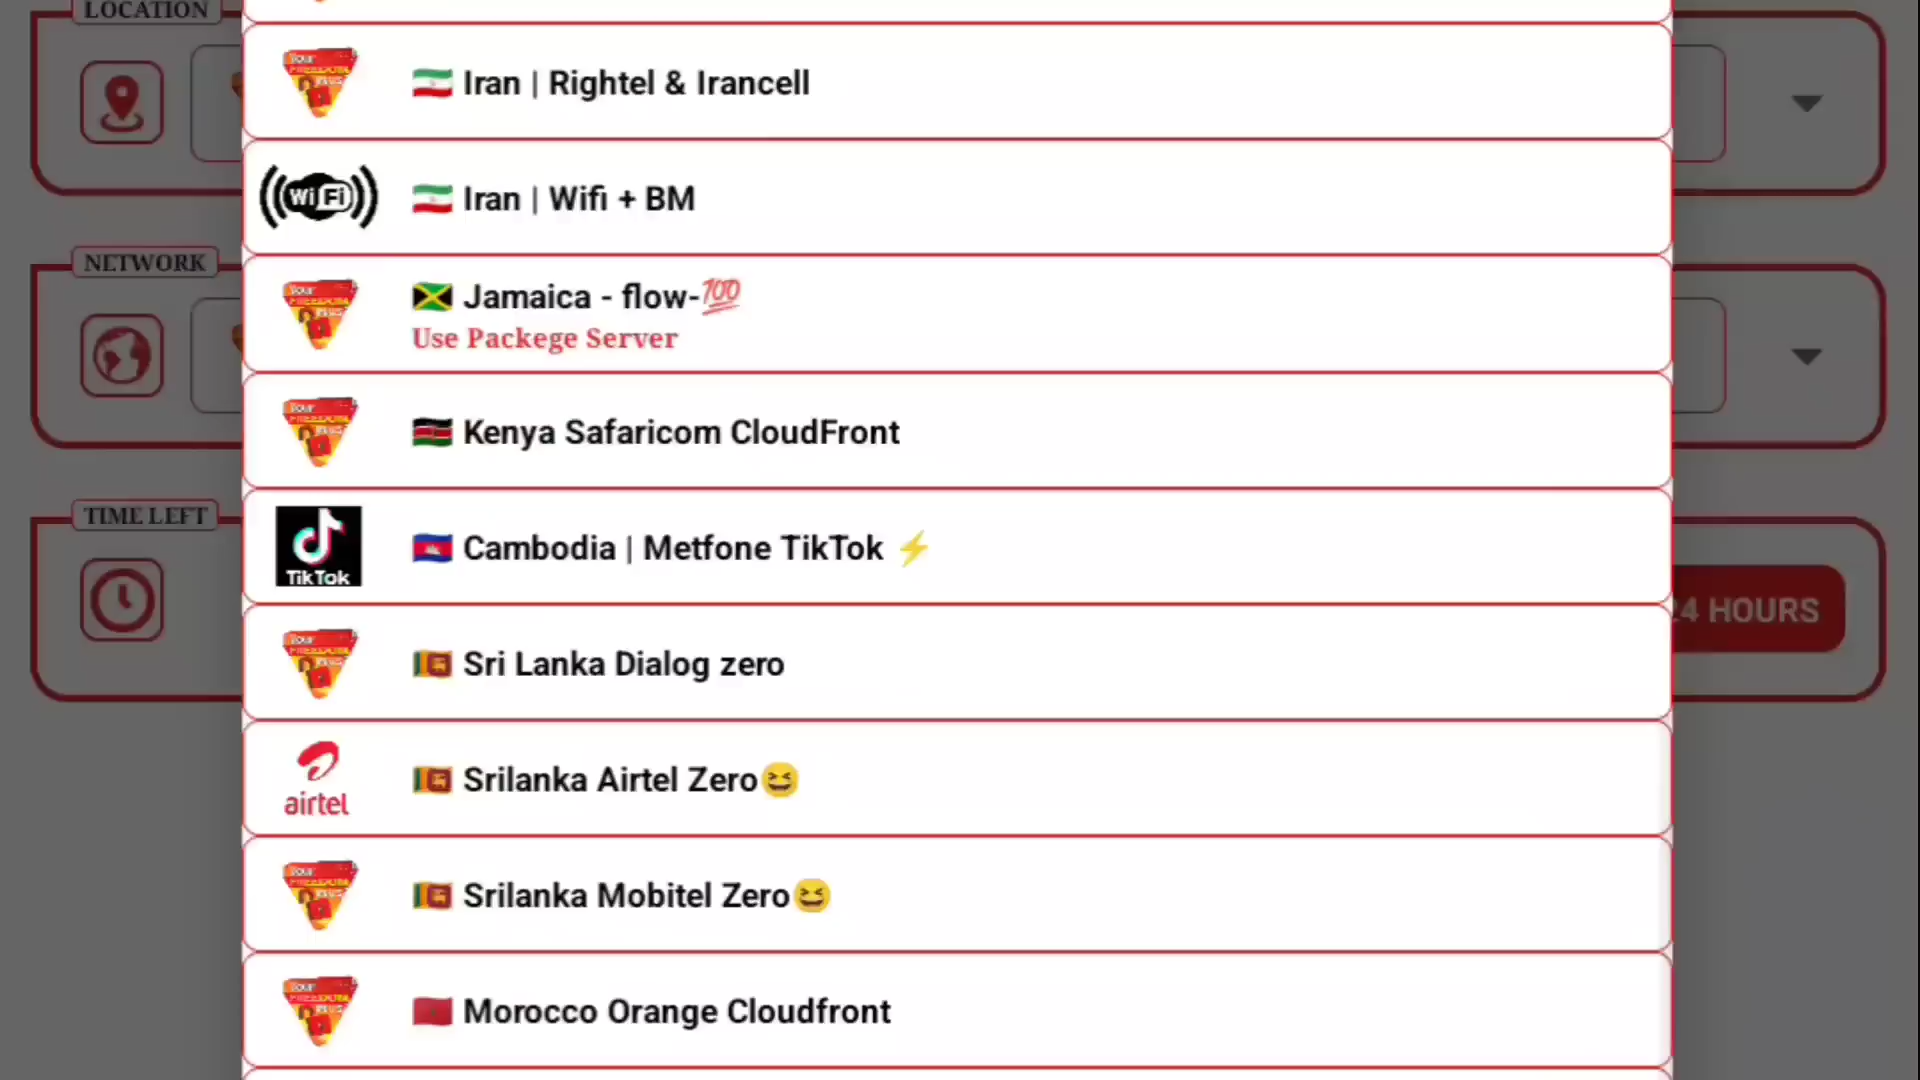 LOCATION
🇮🇷 Iran | Rightel & Irancell
WiFi
🇮🇷 Iran | Wifi + BM
NETWORK
🇯🇲 Jamaica - flow-💯
Use Packege Server
🇰🇪 Kenya Safaricom CloudFront
TIME LEFT
TikTok
🇰🇭 Cambodia | Metfone TikTok ⚡
24 HOURS
🇱🇰 Sri Lanka Dialog zero
airtel
🇱🇰 Srilanka Airtel Zero😆
🇱🇰 Srilanka Mobitel Zero😆
🇲🇦 Morocco Orange Cloudfront